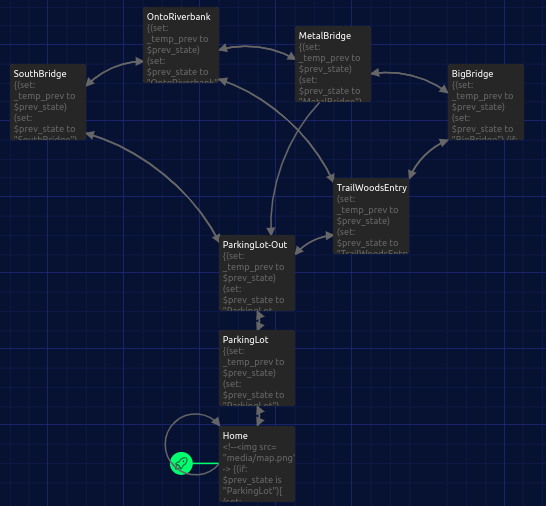 OntoRiverbank
{(set:
_temp_prev to
$prev_state)
(set:
$prev_state to
"OntoRiverbank"
MetalBridge
{(set:
_temp_prev to
$prev_state)
(set:
$prev_state to
"MetalBridge")
SouthBridge
{(set:
_temp_prev to
$prev_state)
(set:
$prev_state to
"SouthBridge")
BigBridge
{(set:
_temp_prev to
$prev_state)
(set:
$prev_state to
"BigBridge") (if:
TrailWoodsEntry
(set:
_temp_prev to
$prev_state)
(set:
$prev_state to
"TrailWoodsEntry
ParkingLot-Out
{(set:
_temp_prev to
$prev_state)
(set:
$prev_state to
"ParkingLot-
ParkingLot
{(set:
_temp_prev to
$prev_state)
(set:
$prev_state to
"ParkingLot")
Home
<!--<img src=
"media/map.png"
-> {(if:
$prev_state is
"ParkingLot")[
(set: